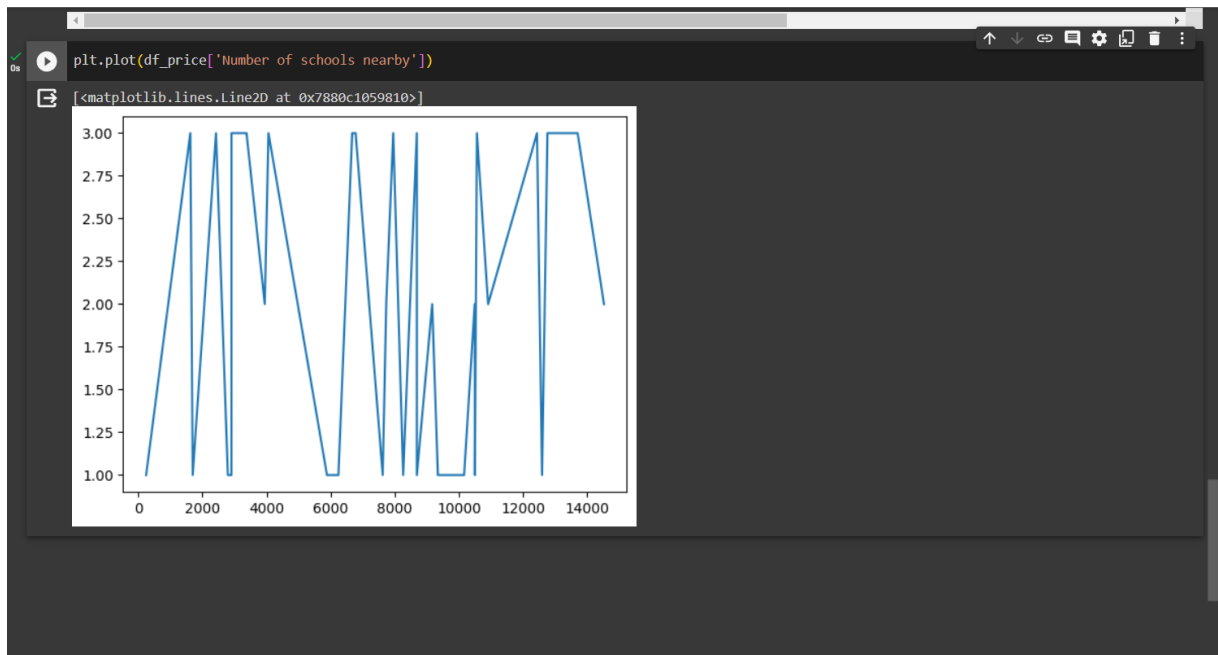 0s
plt.plot(df_price['Number of schools nearby'])
[<matplotlib.lines.Line2D at 0x7880c1059810>]
3.00
2.75
2.50
2.25
2.00
1.75
1.50
1.25
1.00
0 2000 4000 6000 8000 10000 12000 14000